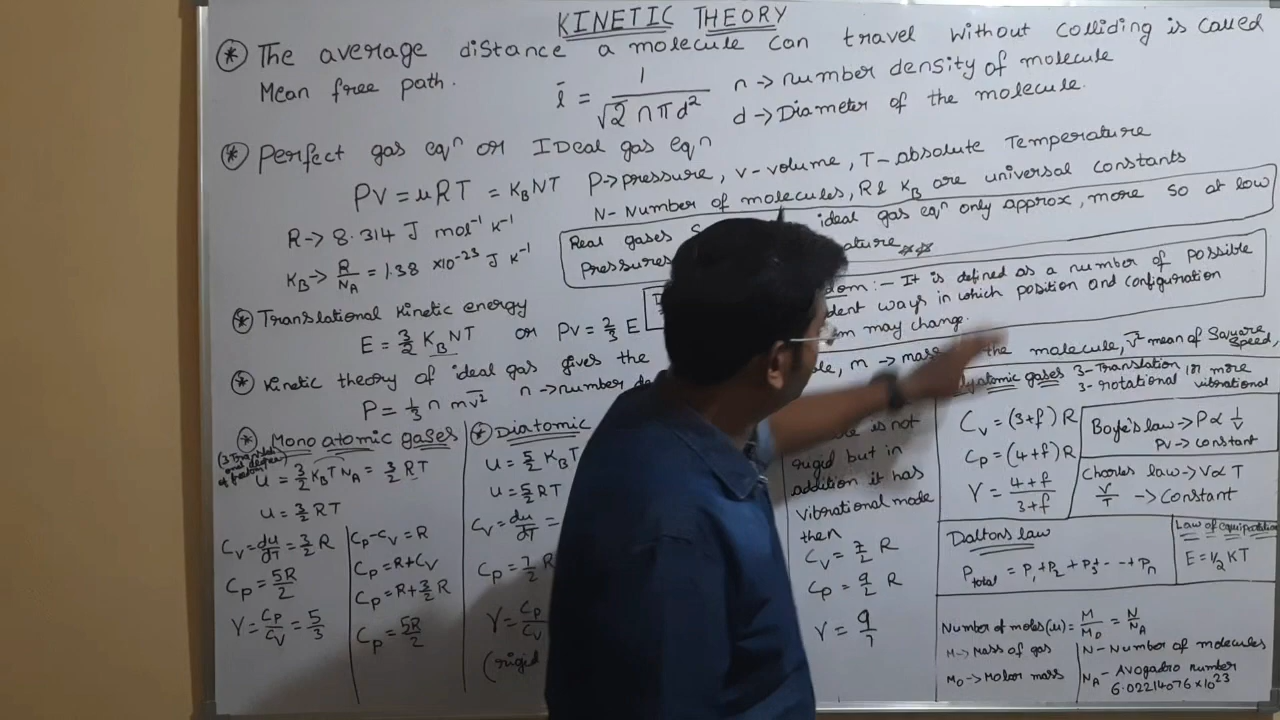 KINETIC THEORY
* The average distance a molecule can travel without colliding is called
Mean free path.
l̄ = 1/√2 nπd²
n → number density of molecule
d → Diameter of the molecule.
* Perfect gas eqⁿ or IDeal gas eqⁿ
PV = μRT = K_B NT
P → pressure, V - volume, T - absolute Temperature
N - Number of molecules, R & K_B are universal constants
R → 8.314 J mol⁻¹ K⁻¹
K_B → R/N_A = 1.38 ×10⁻²³ J K⁻¹
Real gases
ideal gas eqⁿ only approx, more so at low
Pressures
* Translational Kinetic energy
E = 3/2 K_B NT or PV = 2/3 E
:- It is defined as a number of possible
ways in which position and configuration
may change.
* Kinetic theory of ideal gas gives the
P = 1/3 n m v̄²
n → number
m → mass the molecule, v̄² mean of Square Speed,
* Mono atomic gases
u = 3/2 K_B T N_A = 3/2 RT
u = 3/2 RT
C_V = du/dT = 3/2 R
C_P = 5R/2
γ = C_P/C_V = 5/3
C_P - C_V = R
C_P = R + C_V
C_P = R + 3/2 R
C_P = 5R/2
* Diatomic
u = 5/2 K_B T
u = 5/2 RT
C_V = du/dT =
C_P = 7/2 R
γ = C_P/C_V
(rigid
is not
rigid but in
addition it has
vibrational mode
then
C_V = 7/2 R
C_P = 9/2 R
γ = 9/7
gases 3 - Translation 1 or more
3 - rotational vibrational
C_V = (3+f) R
C_P = (4+f) R
γ = 4+f/3+f
Boyle's law → P ∝ 1/V
PV → constant
Charles law → V ∝ T
V/T → Constant
Daltons law
P_total = P₁ + P₂ + P₃ + - - + Pₙ
Law of equipartition
E = 1/2 KT
Number of moles (μ) = M/M₀ = N/N_A
M → Mass of gas
M₀ → Molar mass
N - Number of molecules
N_A - Avogadro number
6.02214076 × 10²³